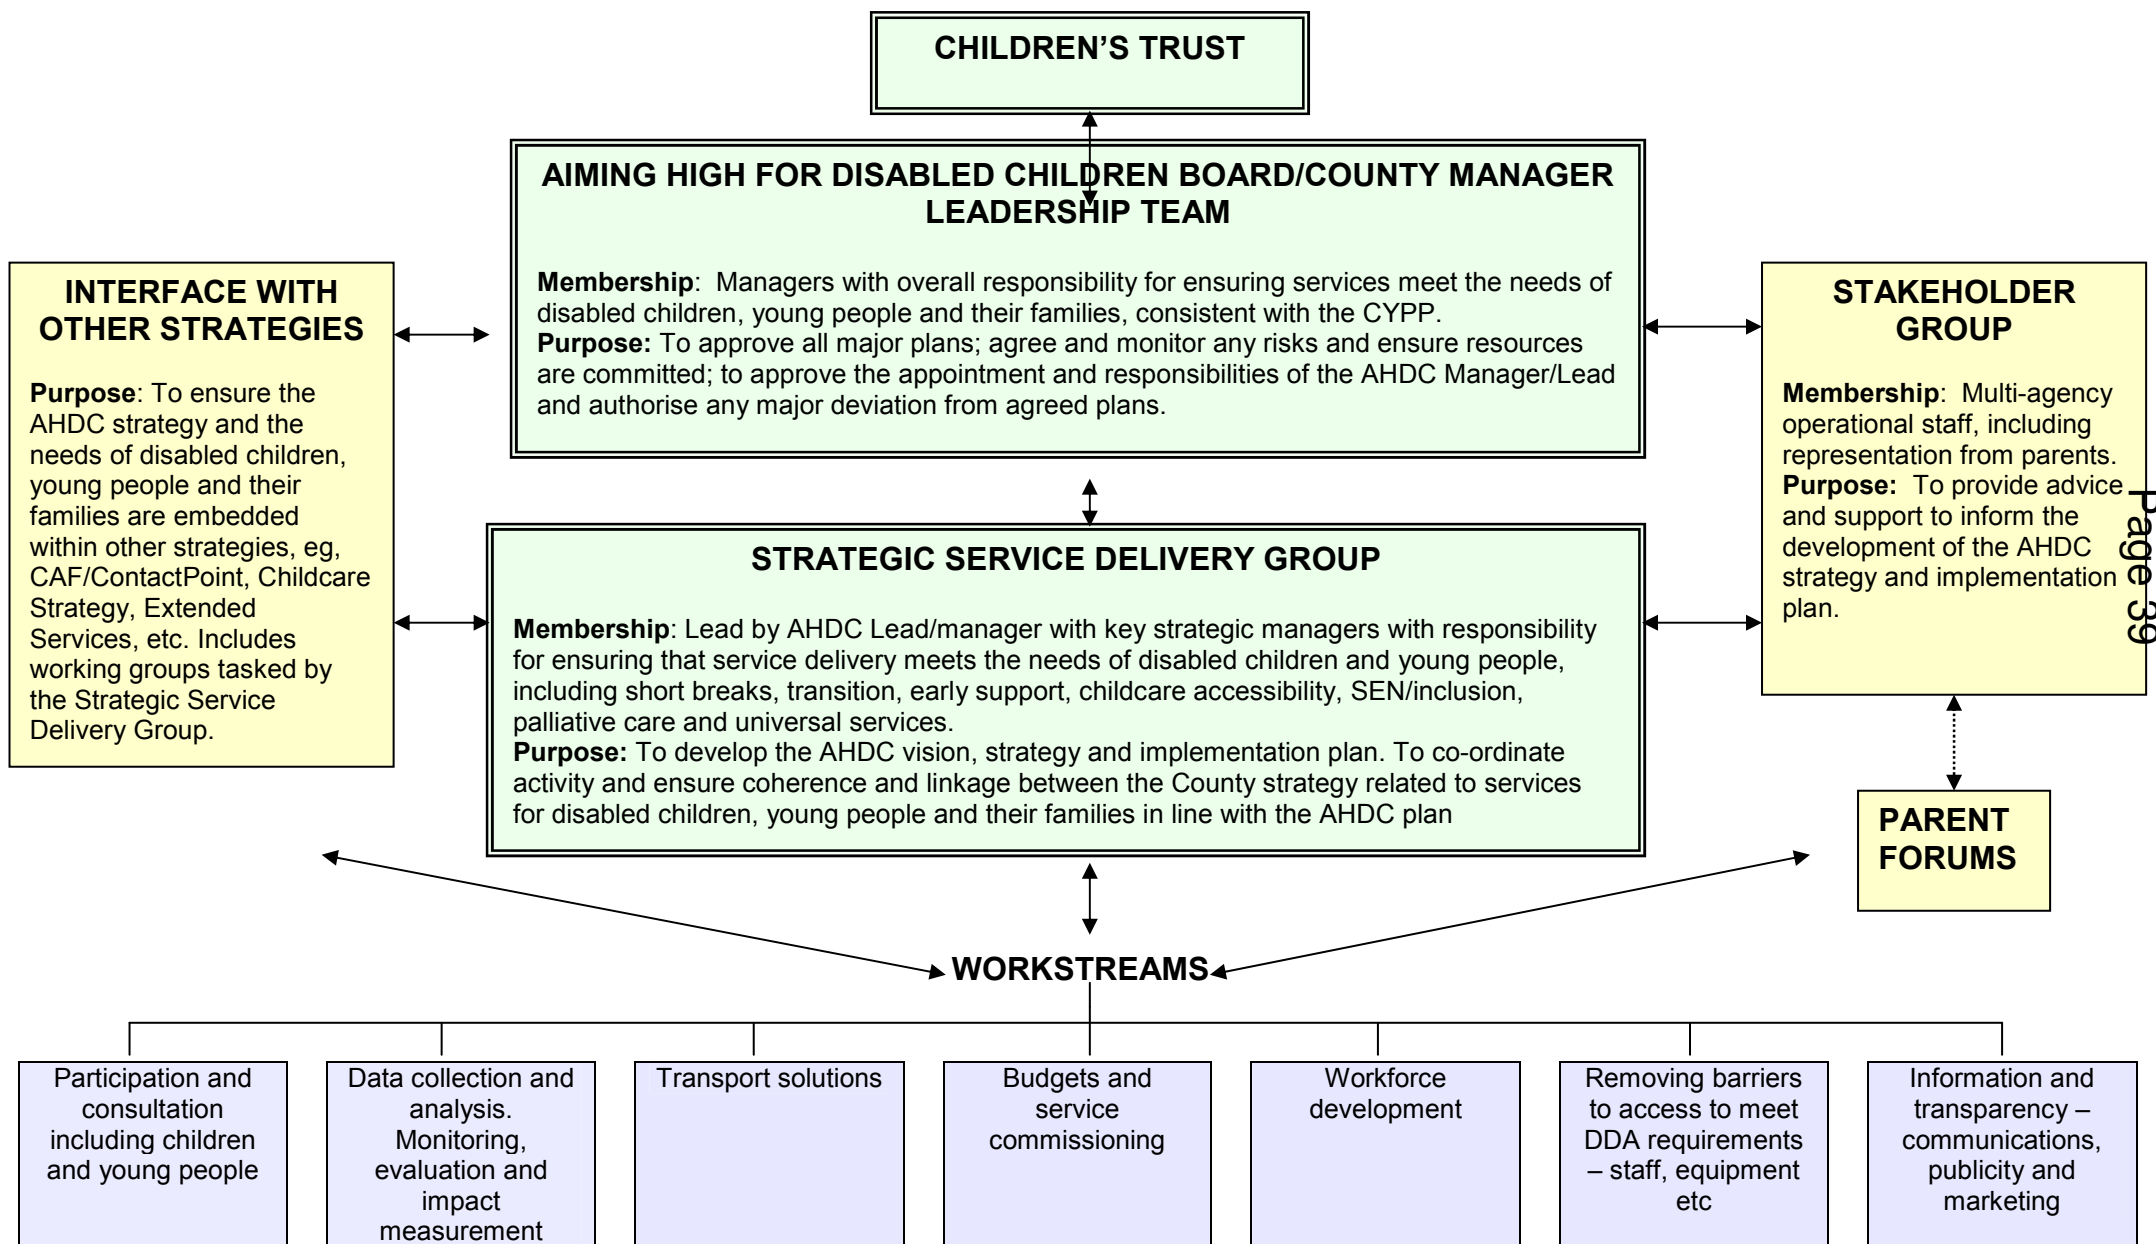 CHILDREN’S TRUST
AIMING HIGH FOR DISABLED CHILDREN BOARD/COUNTY MANAGER
LEADERSHIP TEAM
Membership:  Managers with overall responsibility for ensuring services meet the needs of
disabled children, young people and their families, consistent with the CYPP.
Purpose: To approve all major plans; agree and monitor any risks and ensure resources
are committed; to approve the appointment and responsibilities of the AHDC Manager/Lead
and authorise any major deviation from agreed plans.
INTERFACE WITH
OTHER STRATEGIES
Purpose: To ensure the
AHDC strategy and the
needs of disabled children,
young people and their
families are embedded
within other strategies, eg,
CAF/ContactPoint, Childcare
Strategy, Extended
Services, etc. Includes
working groups tasked by
the Strategic Service
Delivery Group.
STAKEHOLDER
GROUP
Membership:  Multi-agency
operational staff, including
representation from parents.
Purpose:  To provide advice
and support to inform the
development of the AHDC
strategy and implementation
plan.
Page 39
STRATEGIC SERVICE DELIVERY GROUP
Membership: Lead by AHDC Lead/manager with key strategic managers with responsibility
for ensuring that service delivery meets the needs of disabled children and young people,
including short breaks, transition, early support, childcare accessibility, SEN/inclusion,
palliative care and universal services.
Purpose: To develop the AHDC vision, strategy and implementation plan. To co-ordinate
activity and ensure coherence and linkage between the County strategy related to services
for disabled children, young people and their families in line with the AHDC plan
PARENT
FORUMS
WORKSTREAMS
Participation and
consultation
including children
and young people
Data collection and
analysis.
Monitoring,
evaluation and
impact
measurement
Transport solutions
Budgets and
service
commissioning
Workforce
development
Removing barriers
to access to meet
DDA requirements
– staff, equipment
etc
Information and
transparency –
communications,
publicity and
marketing